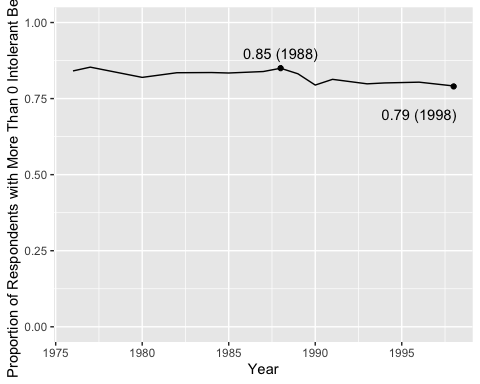 Proportion of Respondents with More Than 0 Intolerant Be
1.00
0.75
0.50
0.25
0.00
0.85 (1988)
0.79 (1998)
1975 1980 1985 1990 1995
Year